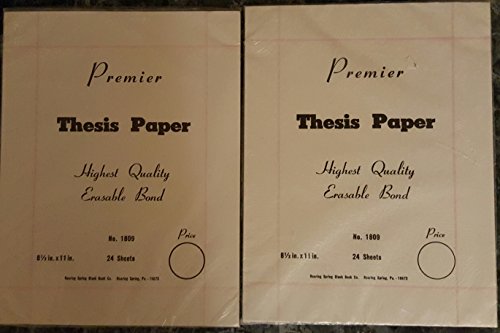 Premier
Thesis Paper
Highest Quality
Erasable Bond
No. 1809
Price
8½ in. x 11 in.
24 Sheets
Roaring Spring Blank Book Co. Roaring Spring, Pa. - 16673
Premier
Thesis Paper
Highest Quality
Erasable Bond
No. 1809
Price
8½ in. x 11 in.
24 Sheets
Roaring Spring Blank Book Co. Roaring Spring, Pa. - 16673